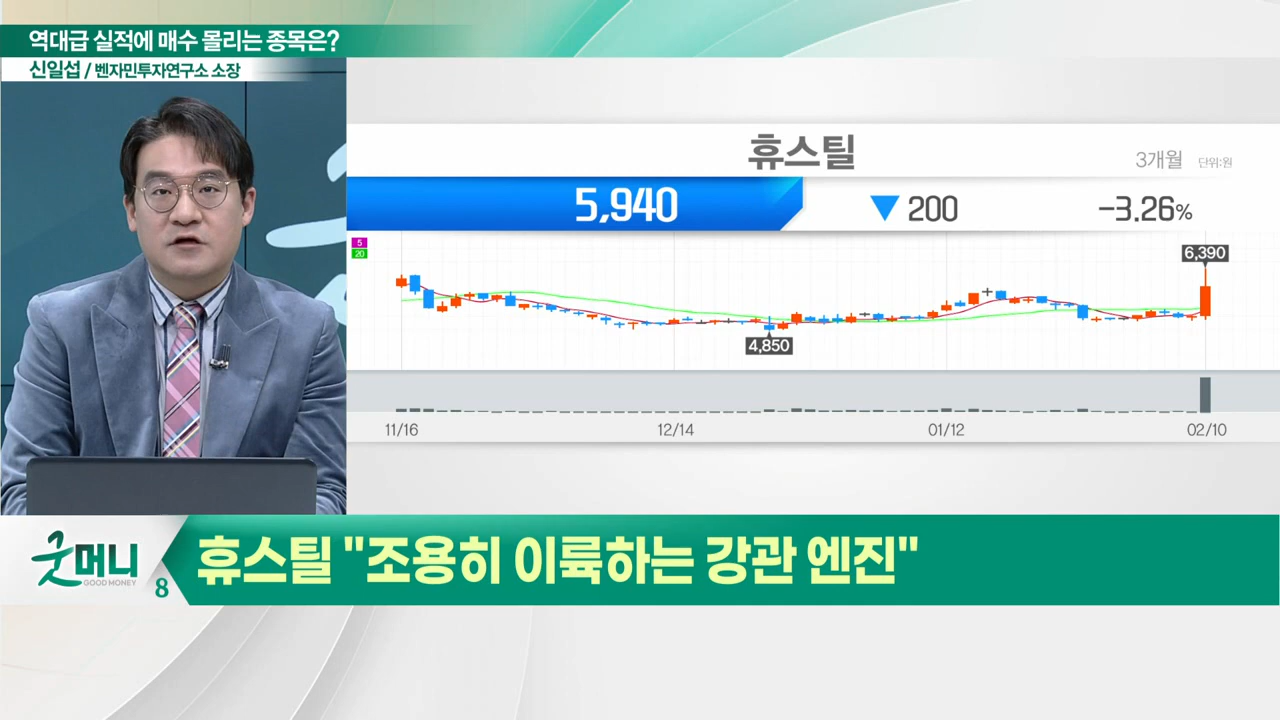 역대급 실적에 매수 몰리는 종목은?
신일섭 / 벤자민투자연구소 소장
휴스틸
3개월 단위:원
5,940 ▼ 200 -3.26%
5
20
6,390
4,850
11/16 12/14 01/12 02/10
굿머니
GOOD MONEY
8
휴스틸 "조용히 이륙하는 강관 엔진"